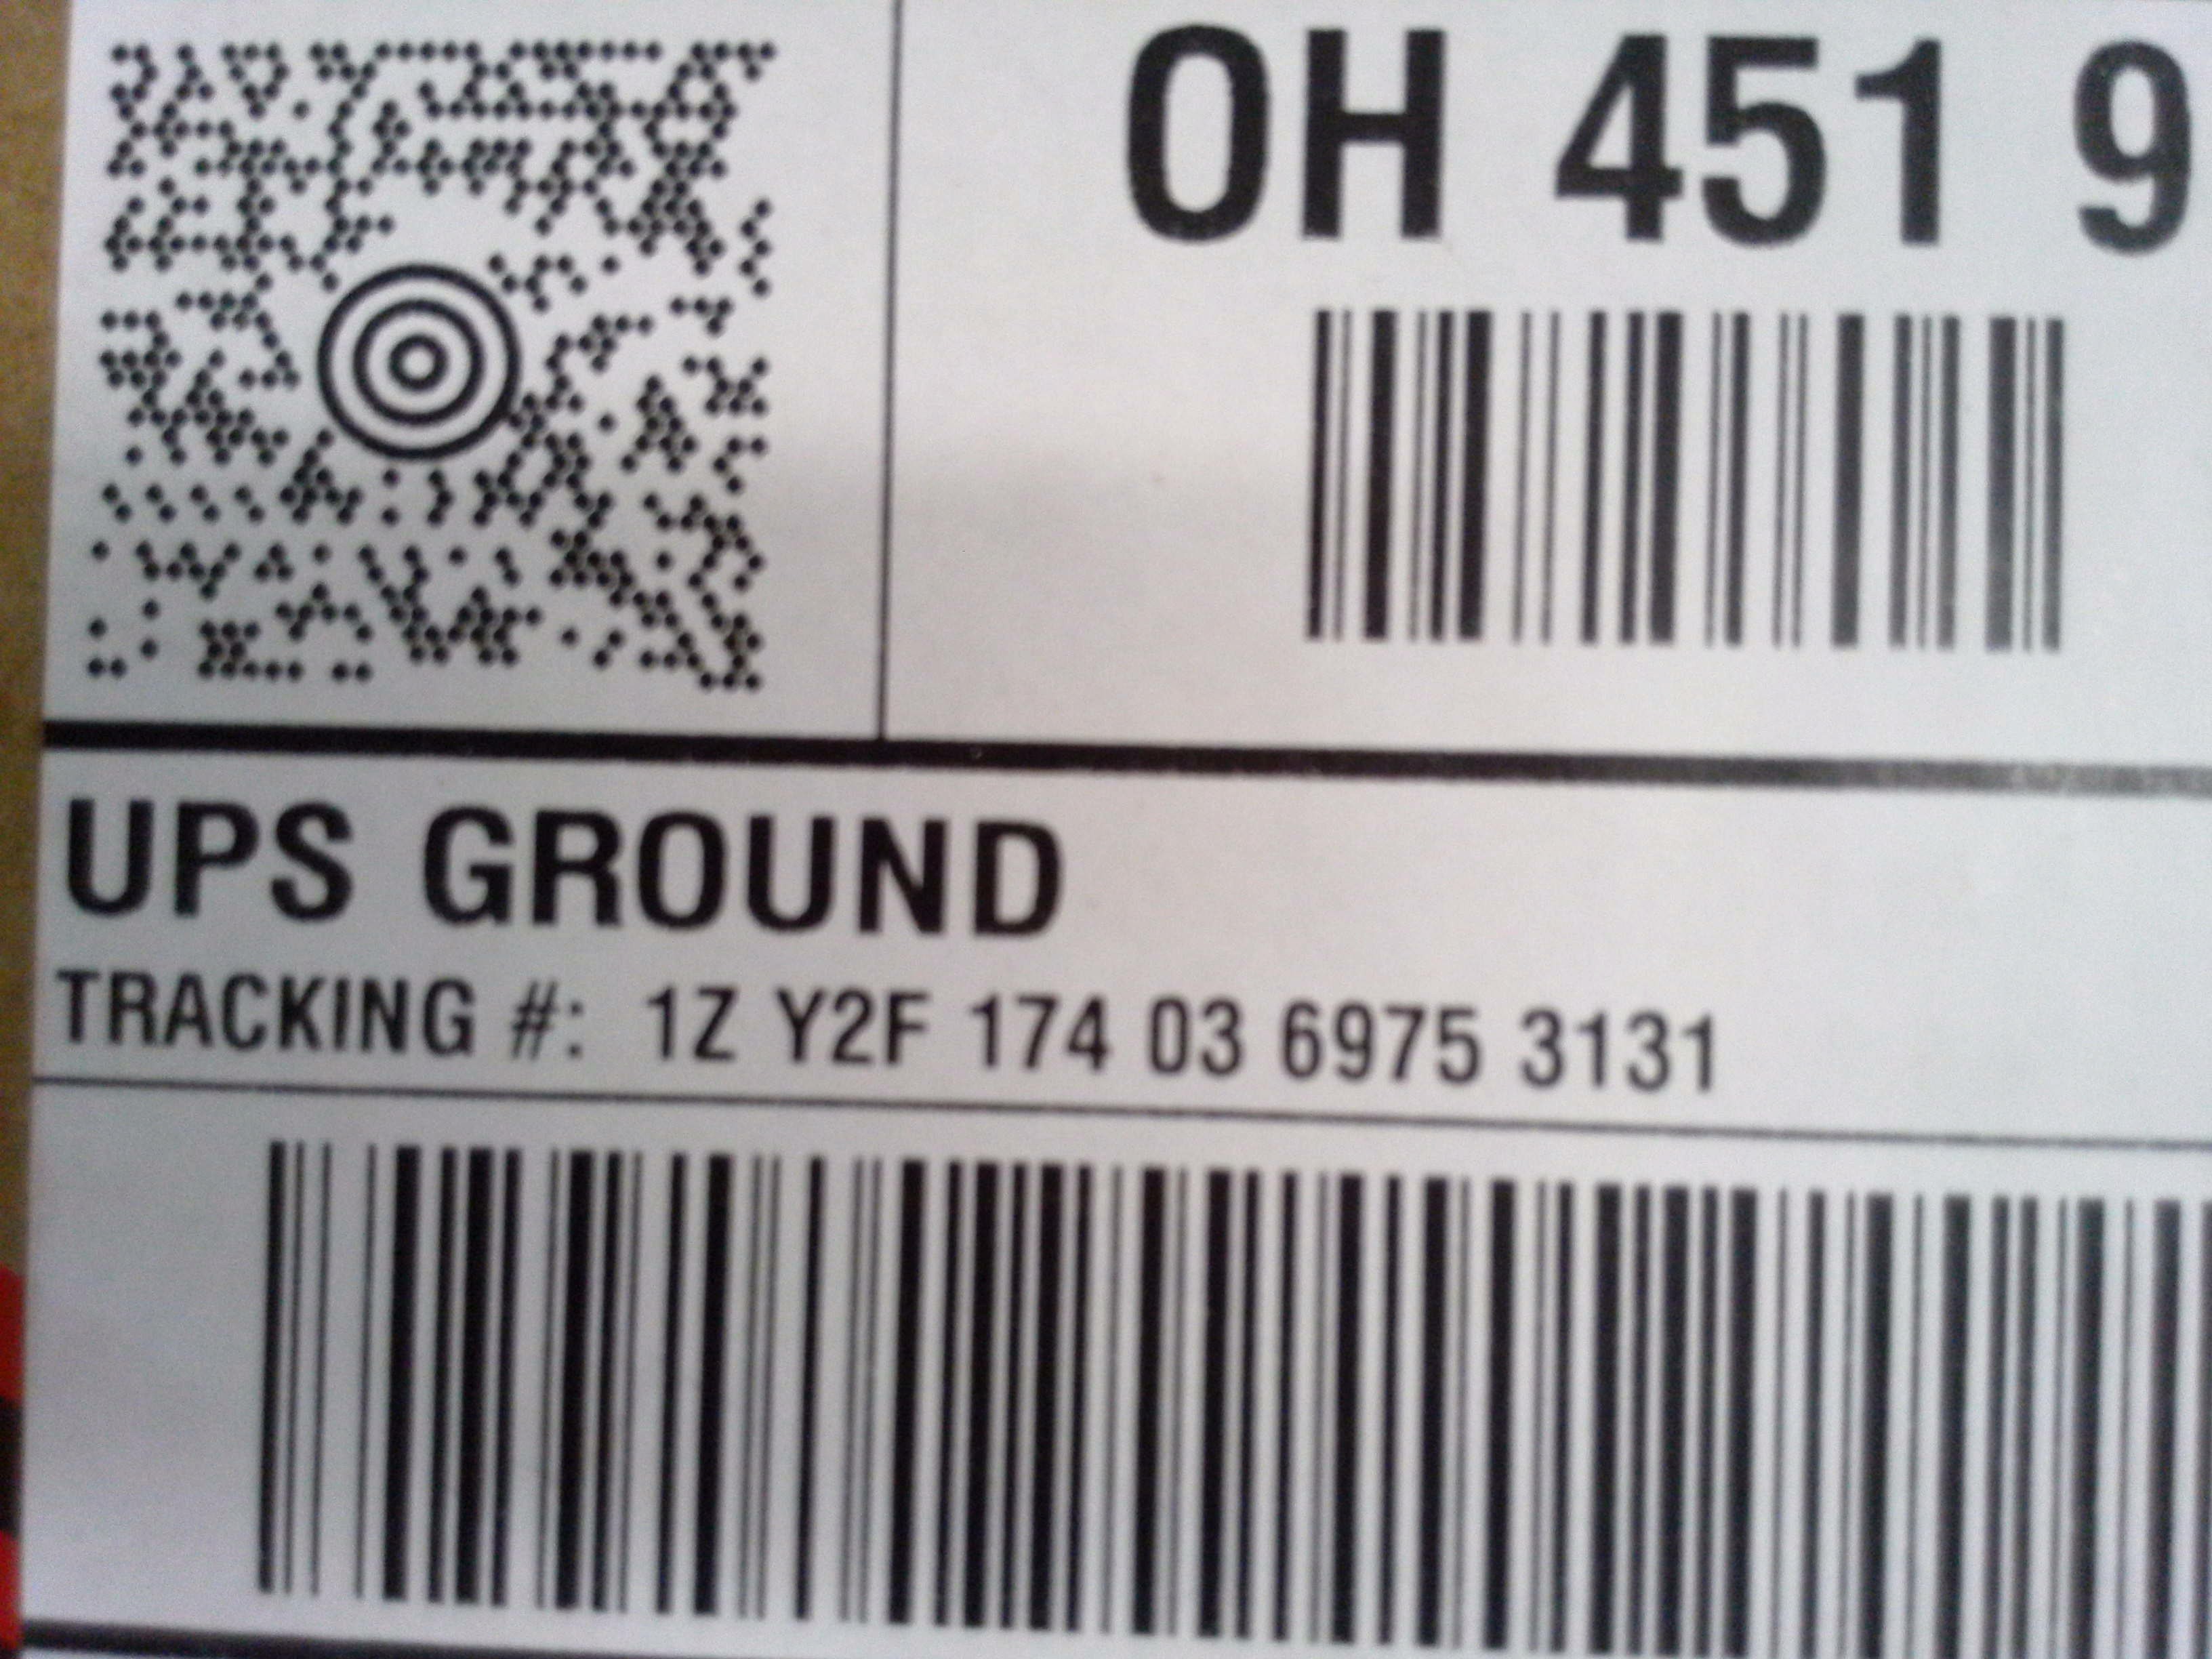 OH 451 9
UPS GROUND
TRACKING #: 1Z Y2F 174 03 6975 3131